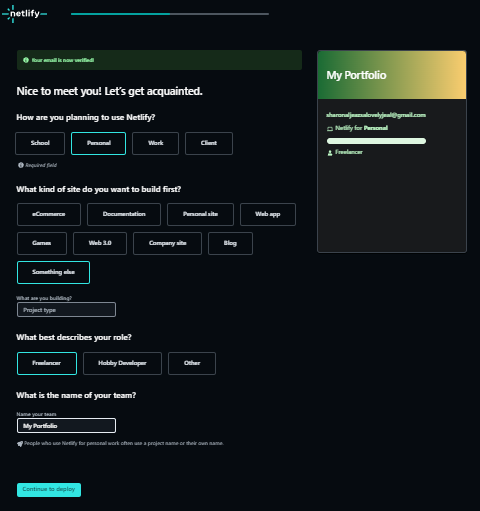 netlify
Your email is now verified!
Nice to meet you! Let's get acquainted.
How are you planning to use Netlify?
School
Personal
Work
Client
Required field
What kind of site do you want to build first?
eCommerce
Documentation
Personal site
Web app
Games
Web 3.0
Company site
Blog
Something else
What are you building?
Project type
What best describes your role?
Freelancer
Hobby Developer
Other
What is the name of your team?
Name your team
My Portfolio
People who use Netlify for personal work often use a project name or their own name.
Continue to deploy
My Portfolio
Netlify for Personal
Freelancer